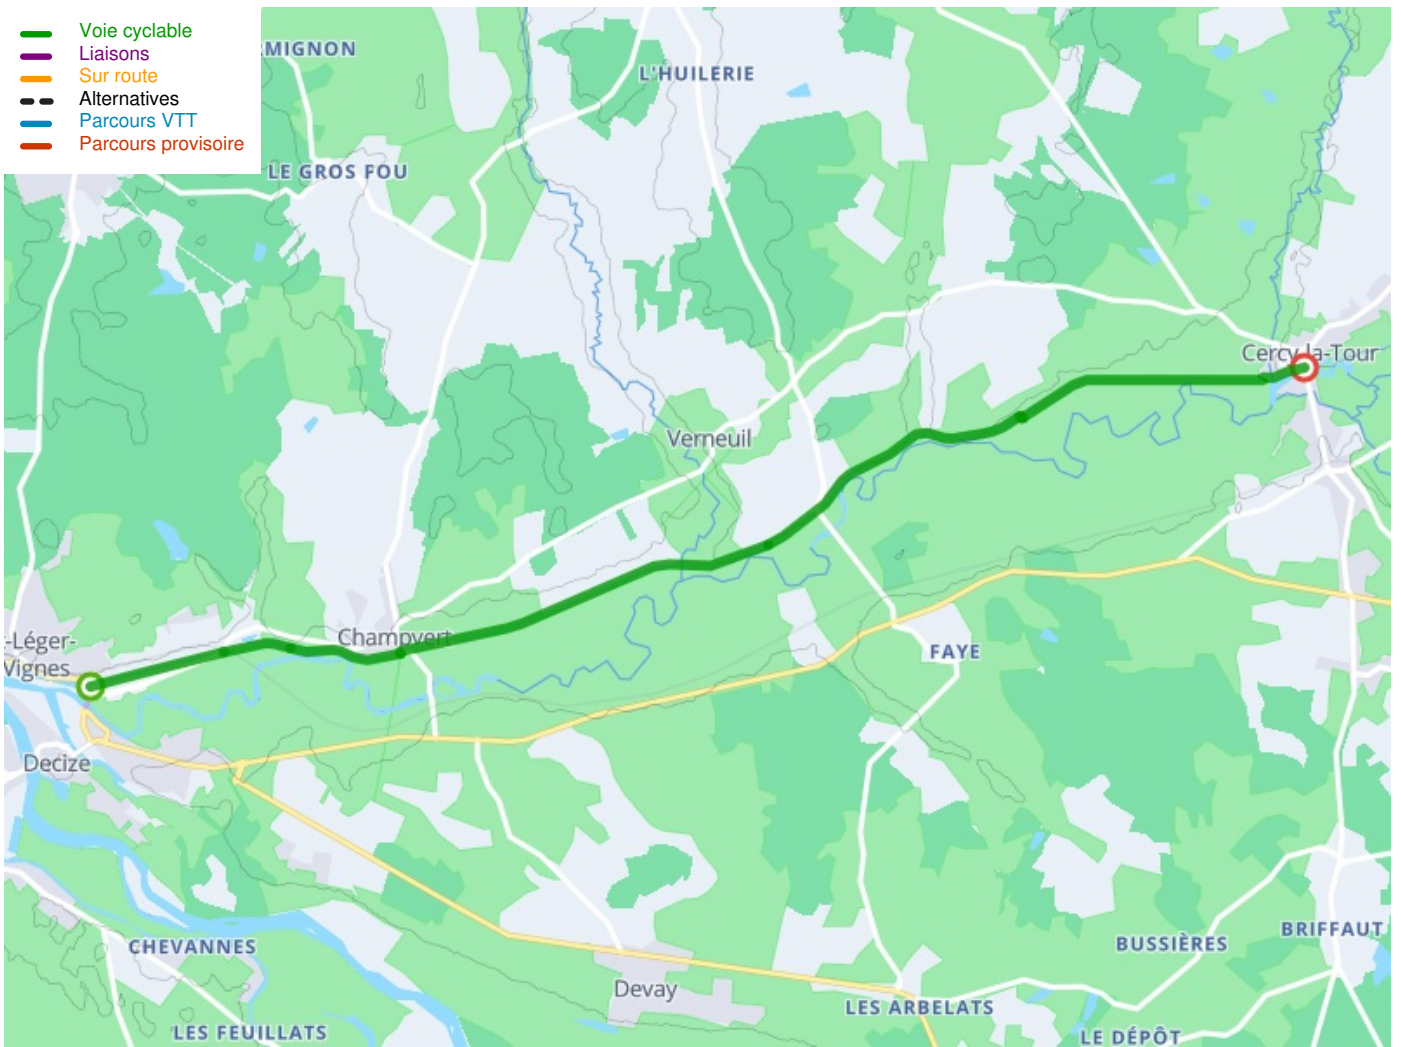 Voie cyclable
Liaisons
Sur route
Alternatives
Parcours VTT
Parcours provisoire
RMIGNON
L'HUILERIE
LE GROS FOU
Cercy-la-Tour
Verneuil
Champvert
-Léger-
Vignes
FAYE
Decize
BRIFFAUT
BUSSIÈRES
CHEVANNES
Devay
LES ARBELATS
LES FEUILLATS
LE DÉPÔT